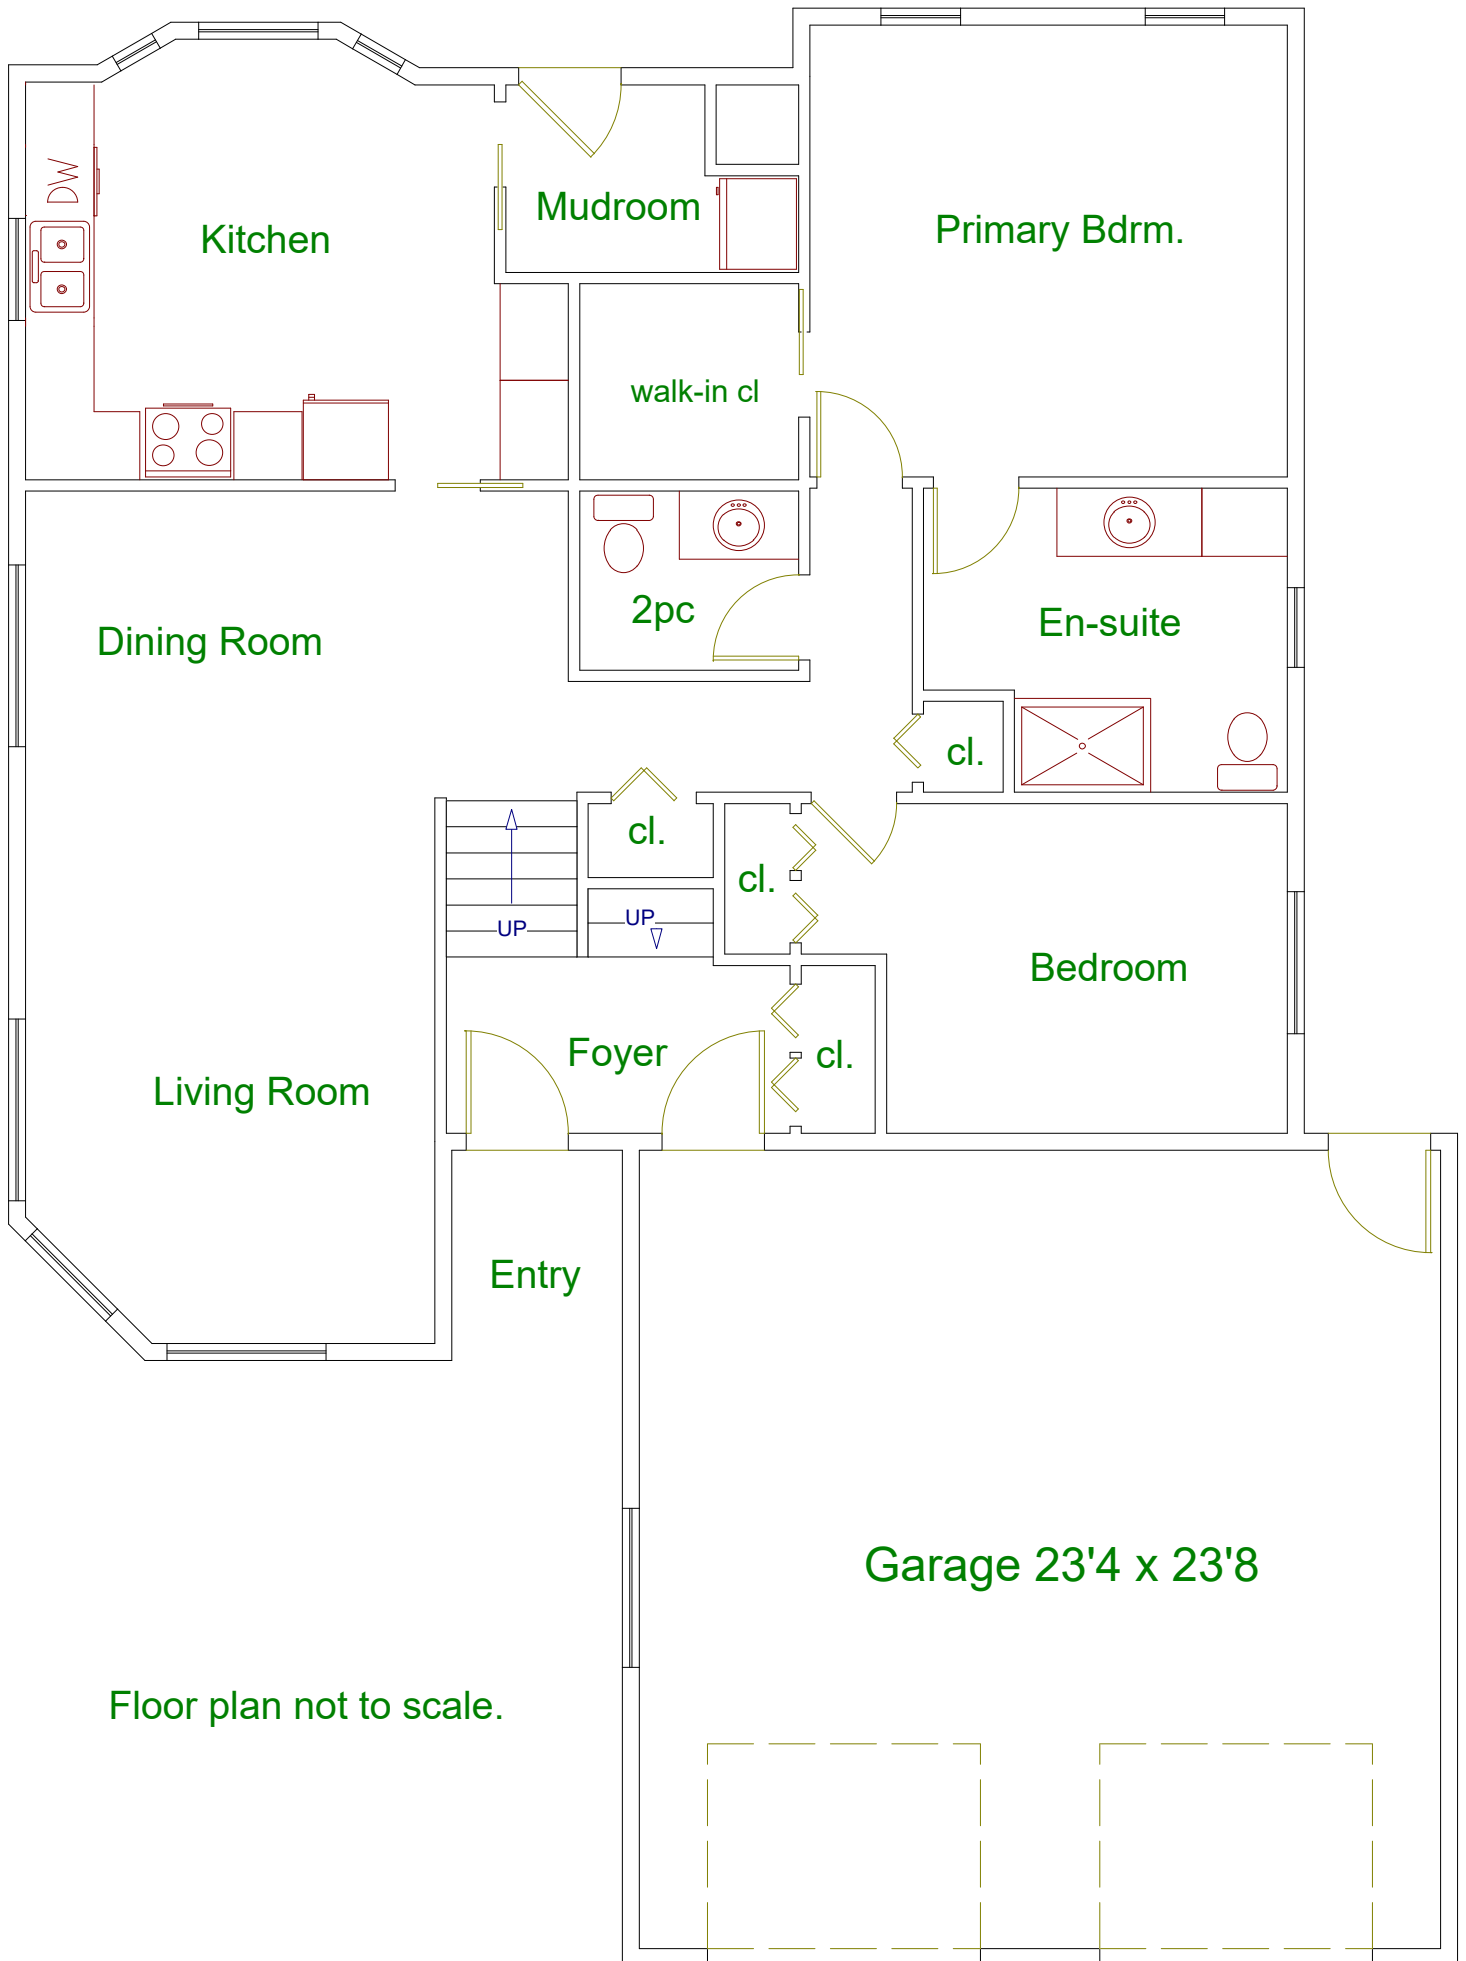 DW
Mudroom
Kitchen
Primary Bdrm.
walk-in cl
2pc
En-suite
Dining Room
cl.
cl.
cl.
UP
UP
Bedroom
Foyer
cl.
Living Room
Entry
Garage 23'4 x 23'8
Floor plan not to scale.